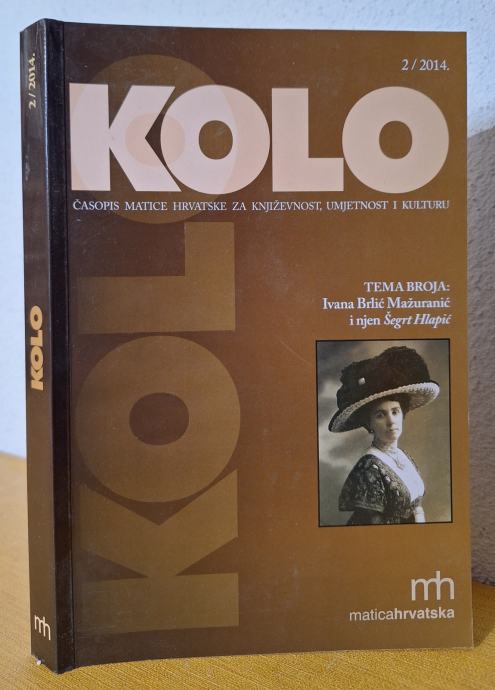 2 / 2014.
KOLO
mh
2 / 2014.
KOLO
ČASOPIS MATICE HRVATSKE ZA KNJIŽEVNOST, UMJETNOST I KULTURU
KOLO
TEMA BROJA:
Ivana Brlić Mažuranić
i njen Šegrt Hlapić
mh
maticahrvatska